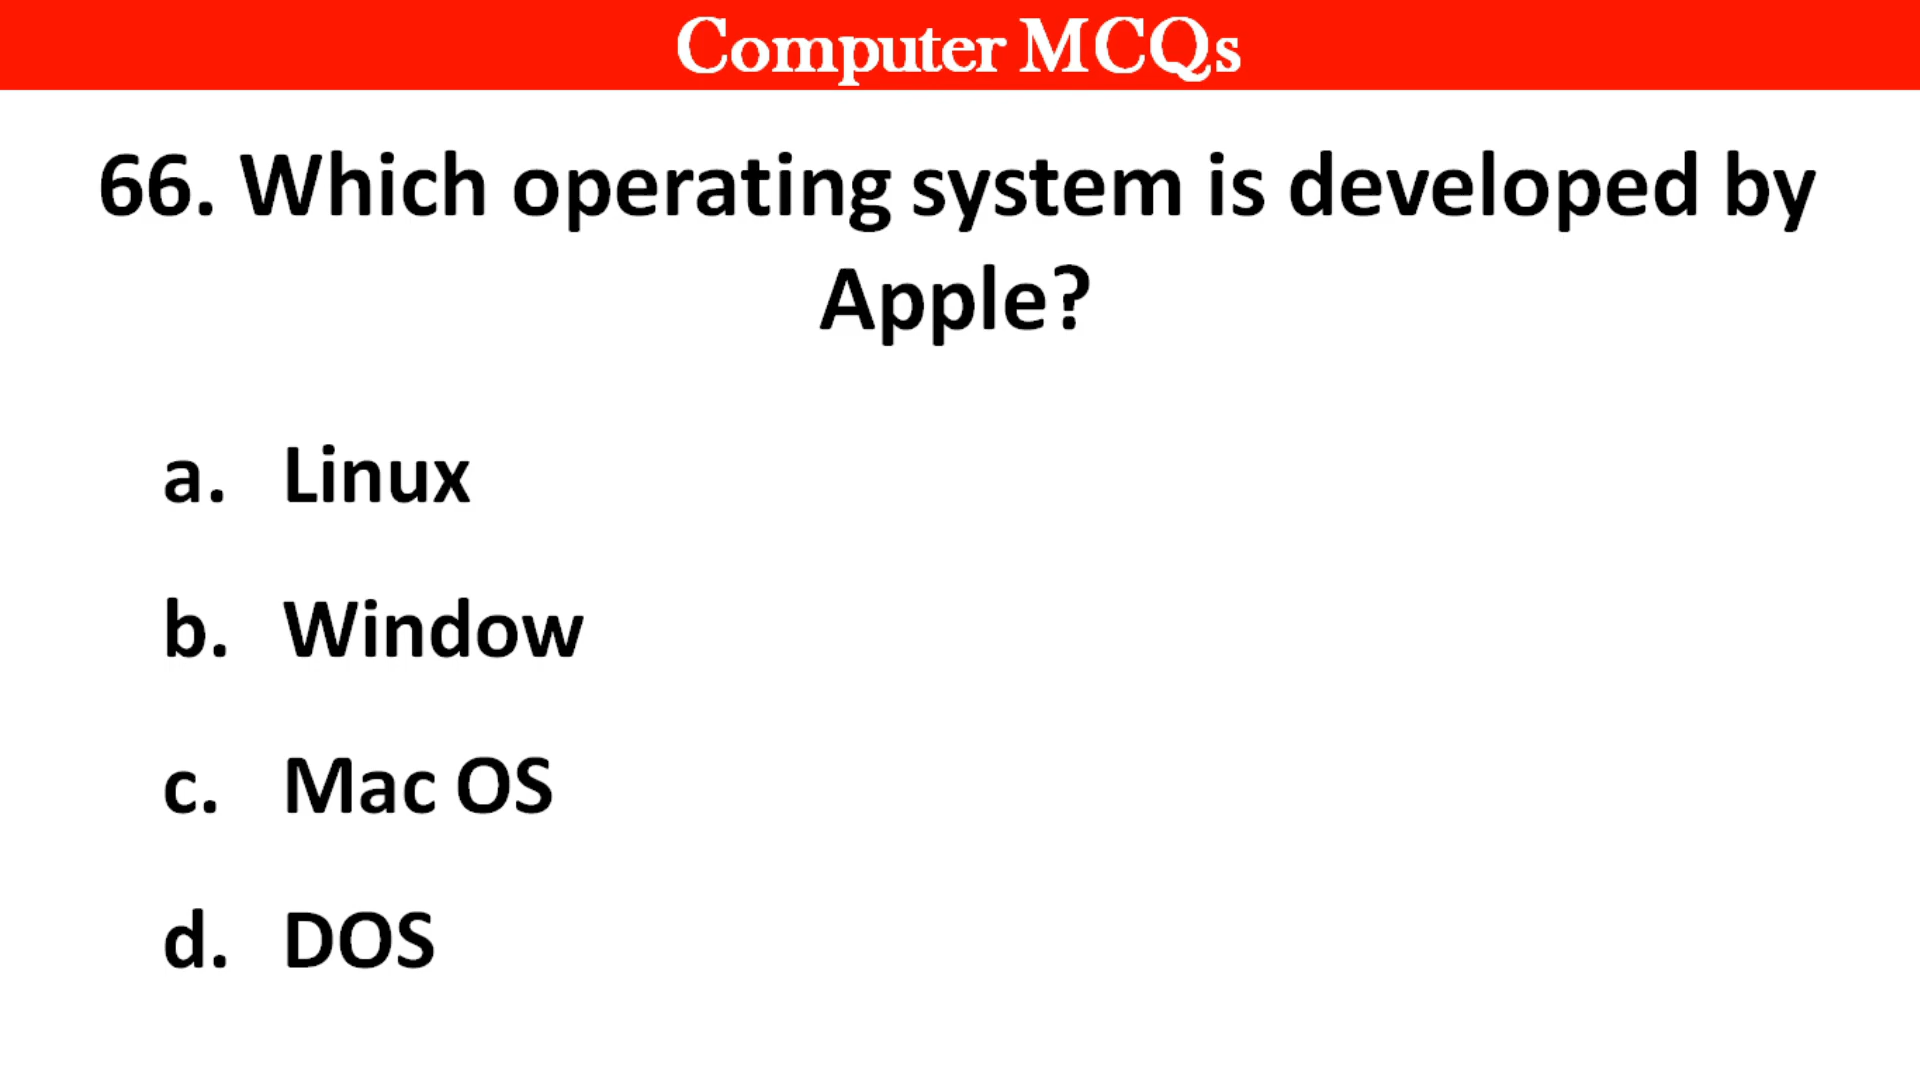 Computer MCQs
66. Which operating system is developed by
Apple?
a. Linux
b. Window
c. Mac OS
d. DOS